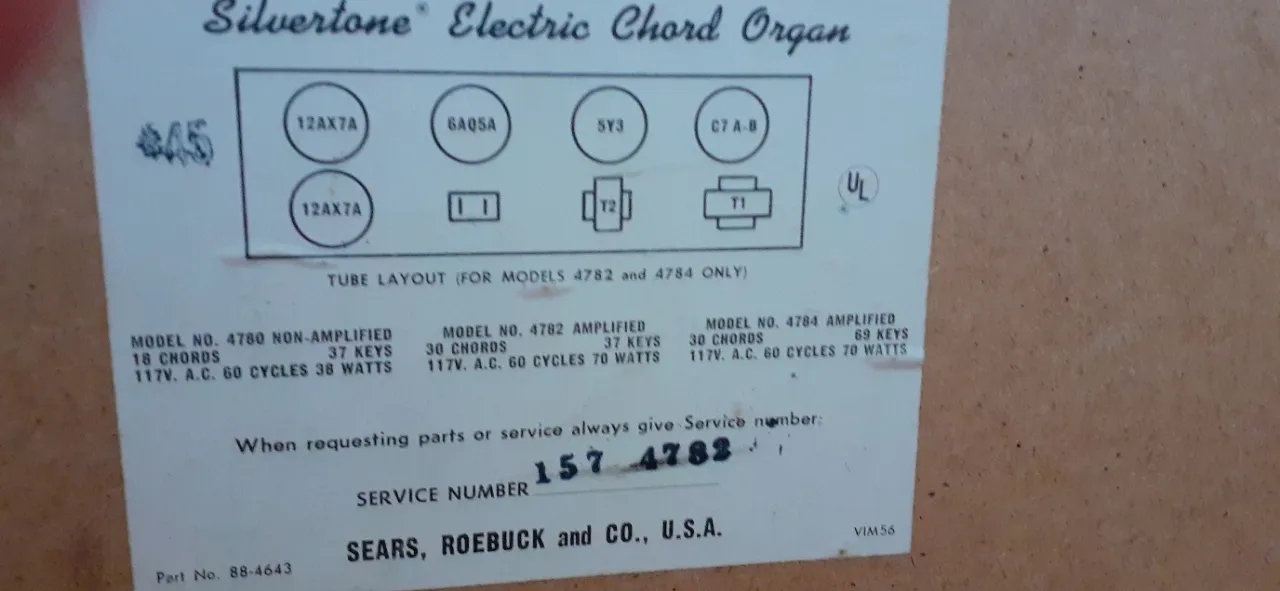 Silvertone® Electric Chord Organ
12AX7A 6AQ5A 5Y3 C7 A-B
#45
UL
12AX7A T2 T1
TUBE LAYOUT (FOR MODELS 4782 and 4784 ONLY)
MODEL NO. 4780 NON-AMPLIFIED
18 CHORDS 37 KEYS
117V. A.C. 60 CYCLES 38 WATTS
MODEL NO. 4782 AMPLIFIED
30 CHORDS 37 KEYS
117V. A.C. 60 CYCLES 70 WATTS
MODEL NO. 4784 AMPLIFIED
30 CHORDS 69 KEYS
117V. A.C. 60 CYCLES 70 WATTS
When requesting parts or service always give Service number:
SERVICE NUMBER 157 4782
SEARS, ROEBUCK and CO., U.S.A.
Part No. 88-4643
VIM56